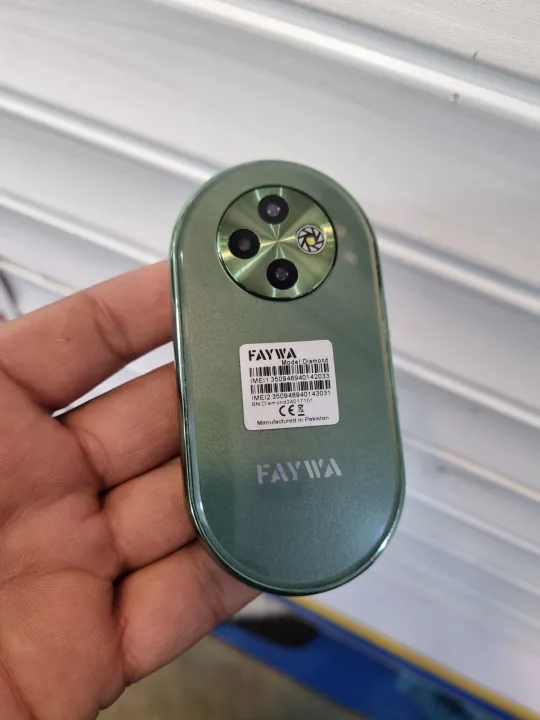 FAYWA
Model:Diamond
IMEI1:350948940142033
IMEI2:350948940143031
SN:Diamond24017101
CE
Manufactured in Pakistan
FAYWA